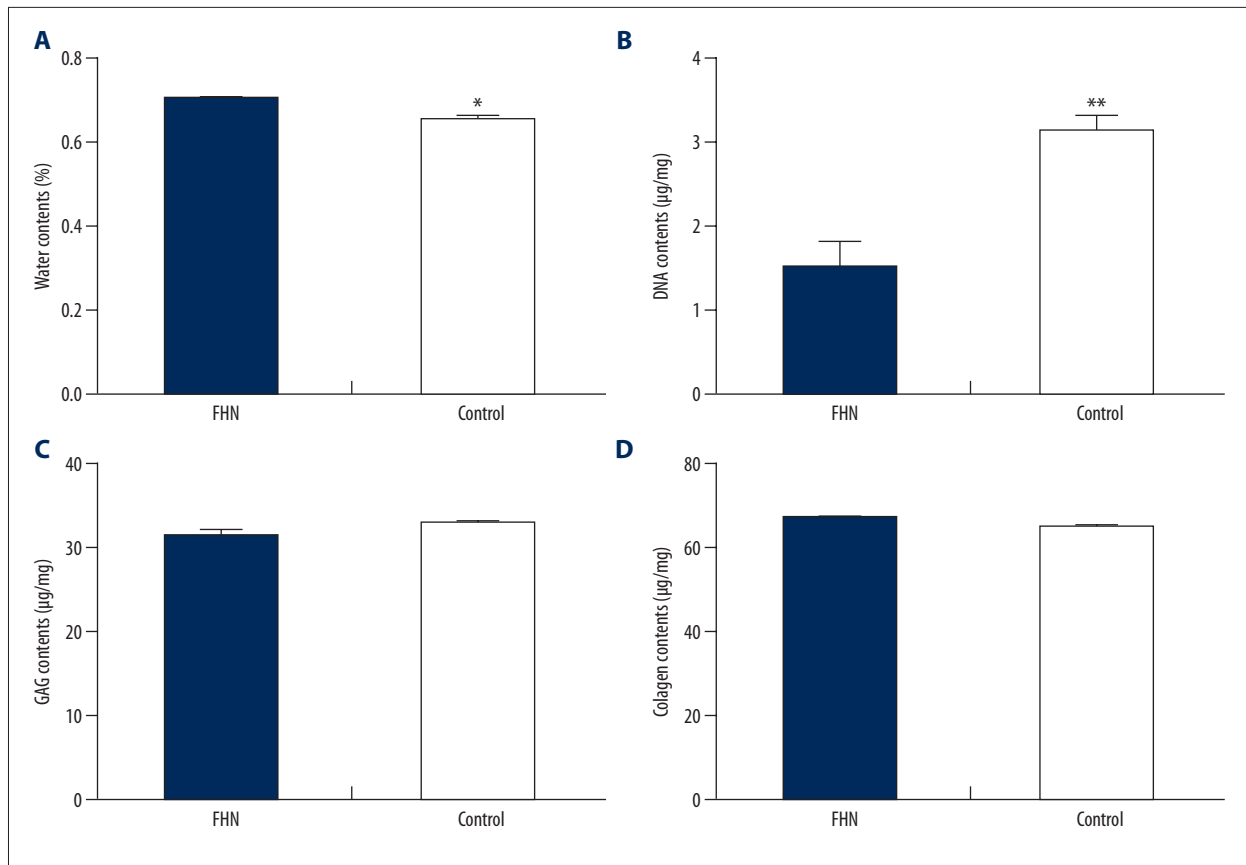 A
Water contents (%)
0.8
0.6
0.4
0.2
0.0
*
FHN
Control
B
DNA contents (µg/mg)
4
3
2
1
0
**
FHN
Control
C
GAG contents (µg/mg)
40
30
20
10
0
FHN
Control
D
Colagen contents (µg/mg)
80
60
40
20
0
FHN
Control